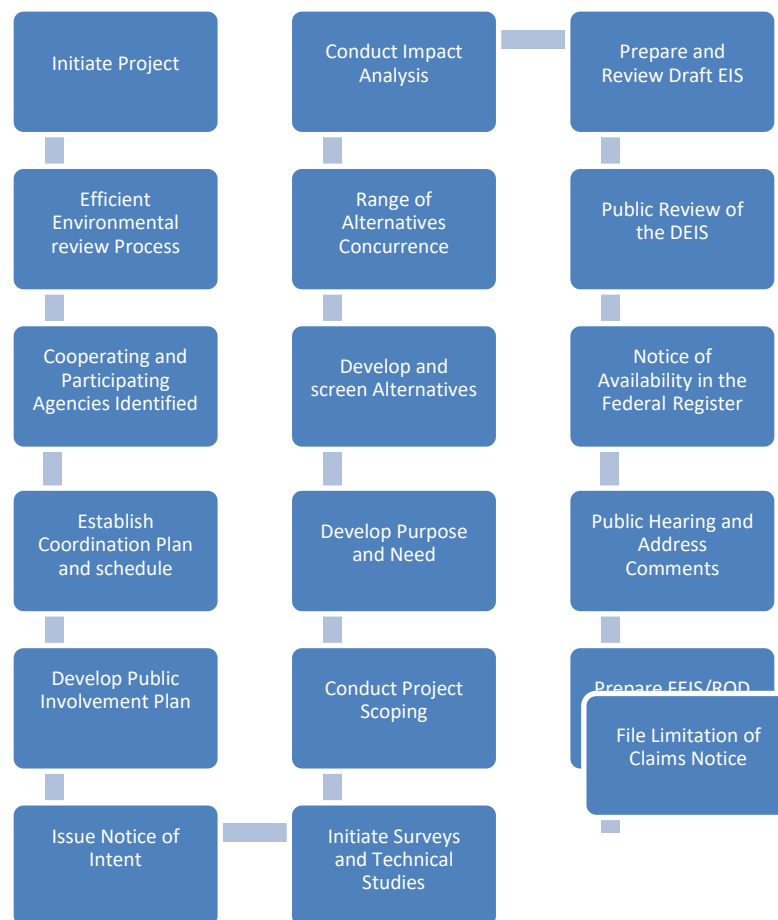 Initiate Project
Efficient
Environmental
review Process
Cooperating and
Participating
Agencies Identified
Establish
Coordination Plan
and schedule
Develop Public
Involvement Plan
Issue Notice of
Intent
Initiate Surveys
and Technical
Studies
Conduct Project
Scoping
Develop Purpose
and Need
Develop and
screen Alternatives
Range of
Alternatives
Concurrence
Conduct Impact
Analysis
Prepare and
Review Draft EIS
Public Review of
the DEIS
Notice of
Availability in the
Federal Register
Public Hearing and
Address
Comments
Prepare FEIS/ROD
File Limitation of
Claims Notice